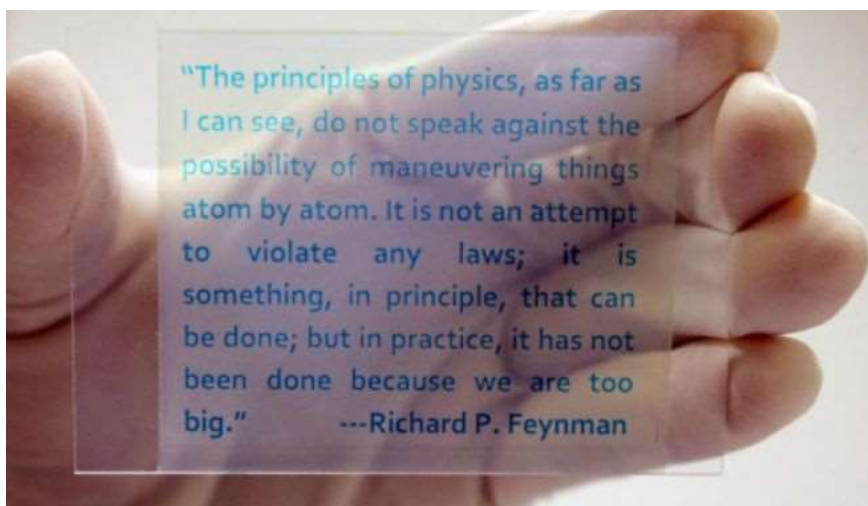 “The principles of physics, as far as
I can see, do not speak against the
possibility of maneuvering things
atom by atom. It is not an attempt
to violate any laws; it is
something, in principle, that can
be done; but in practice, it has not
been done because we are too
big.” ---Richard P. Feynman